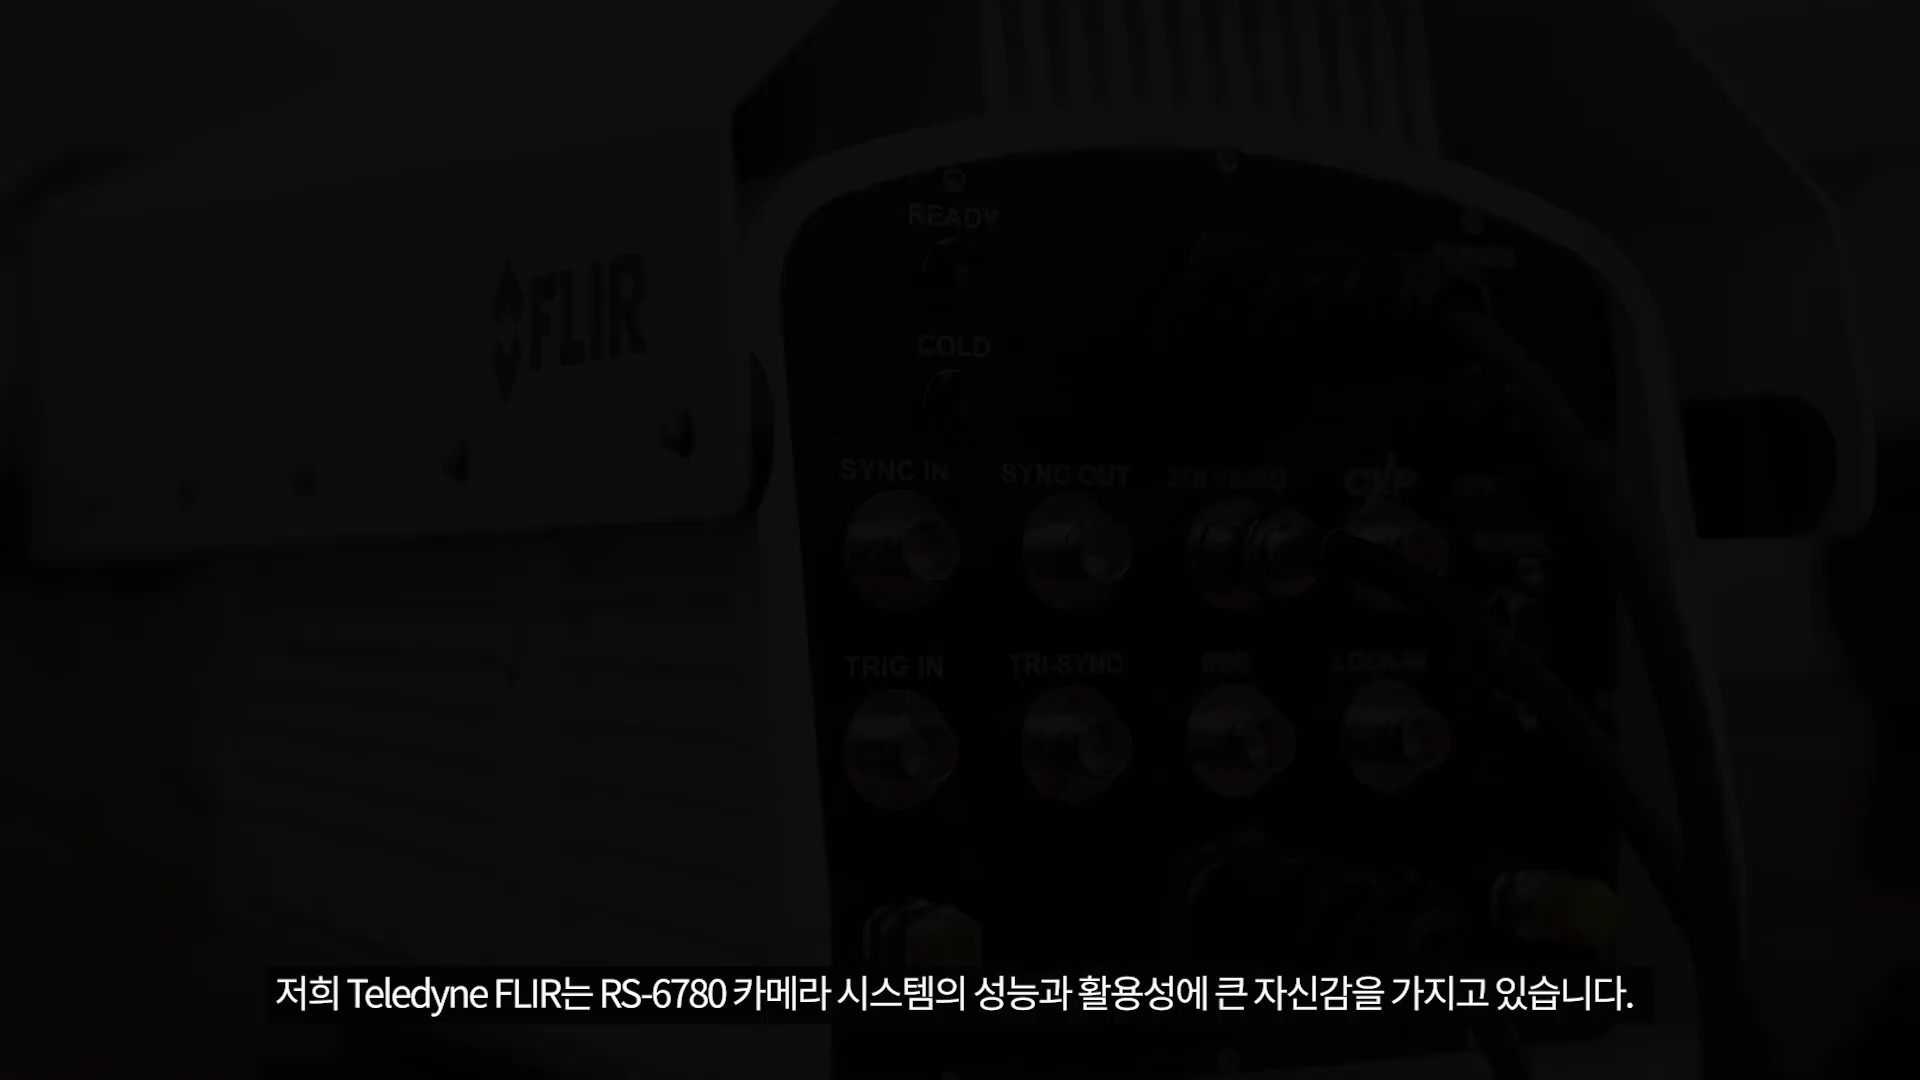 READY
FLIR
COLD
SYNC IN
SYNC OUT
TRIG IN
TRI-SYNC
LOCK-IN
저희 Teledyne FLIR는 RS-6780 카메라 시스템의 성능과 활용성에 큰 자신감을 가지고 있습니다.